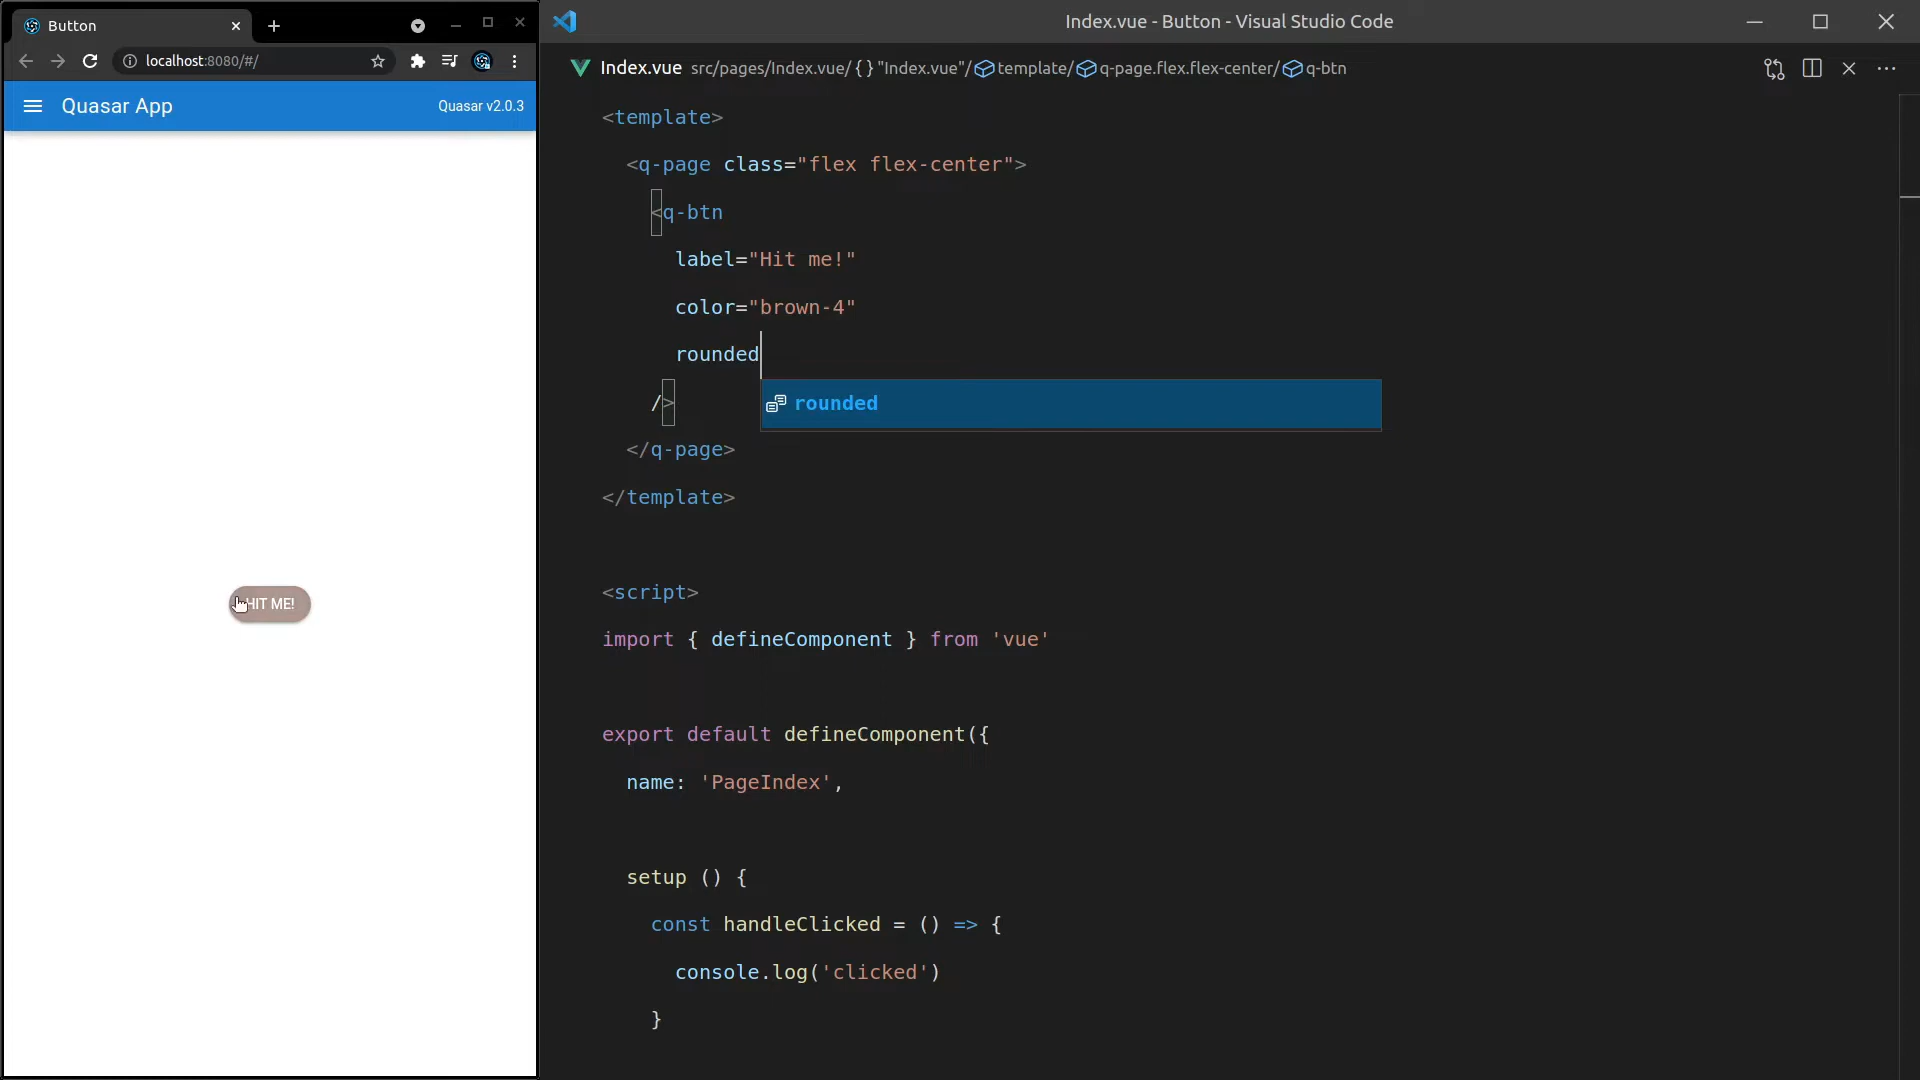 Button
localhost:8080/#/
Quasar App
Quasar v2.0.3
HIT ME!
Index.vue - Button - Visual Studio Code
Index.vue src/pages/Index.vue/ {} "Index.vue"/ template/ q-page.flex.flex-center/ q-btn
<template>
<q-page class="flex flex-center">
<q-btn
label="Hit me!"
color="brown-4"
rounded
rounded
/>
</q-page>
</template>
<script>
import { defineComponent } from 'vue'
export default defineComponent({
name: 'PageIndex',
setup () {
const handleClicked = () => {
console.log('clicked')
}